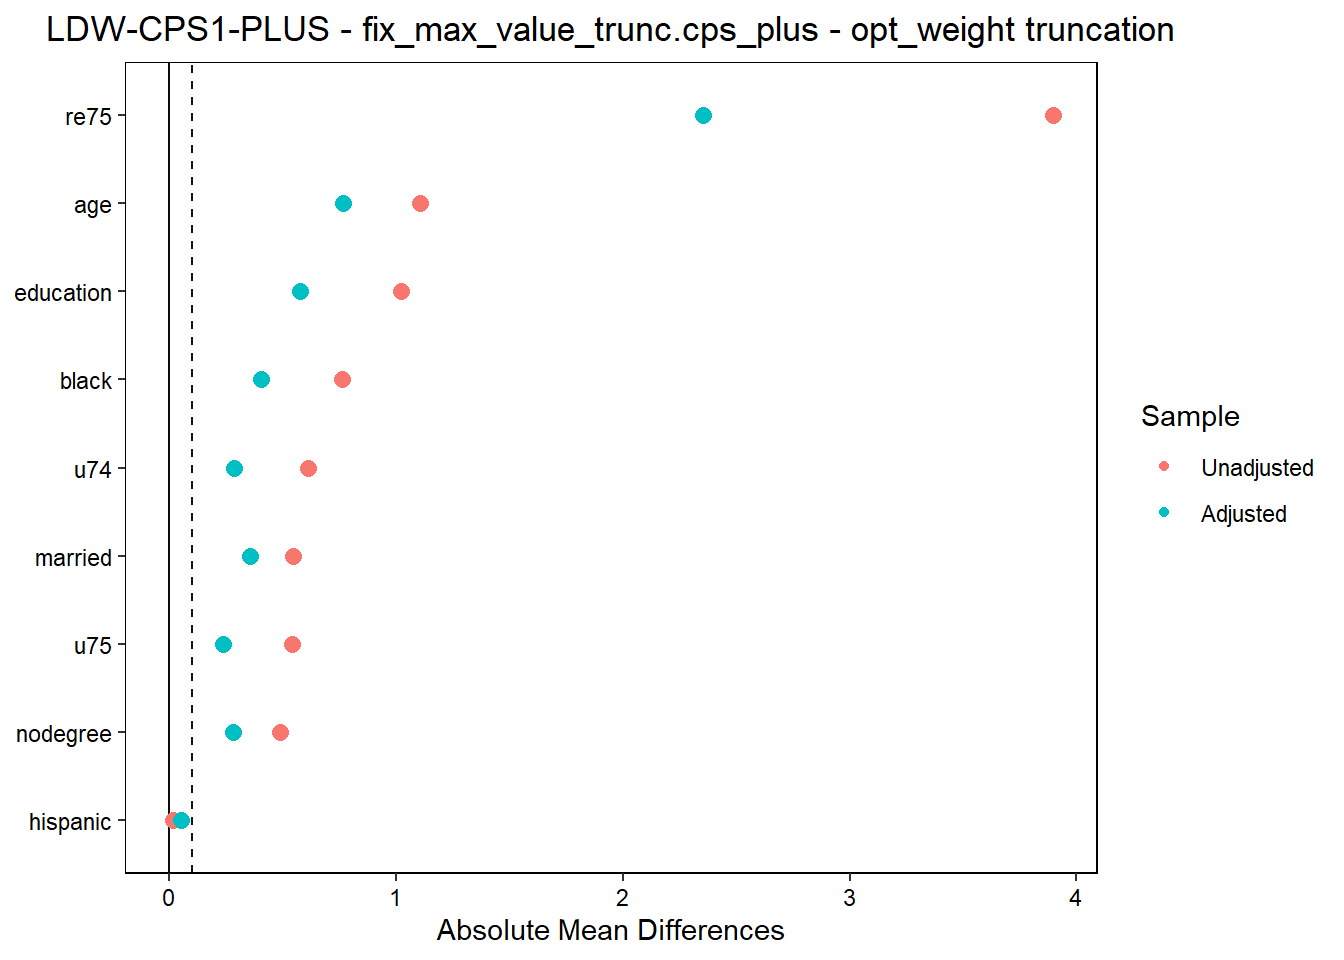 LDW-CPS1-PLUS - fix_max_value_trunc.cps_plus - opt_weight truncation
re75
age
education
black
u74
married
u75
nodegree
hispanic
0 1 2 3 4
Absolute Mean Differences
Sample
Unadjusted
Adjusted